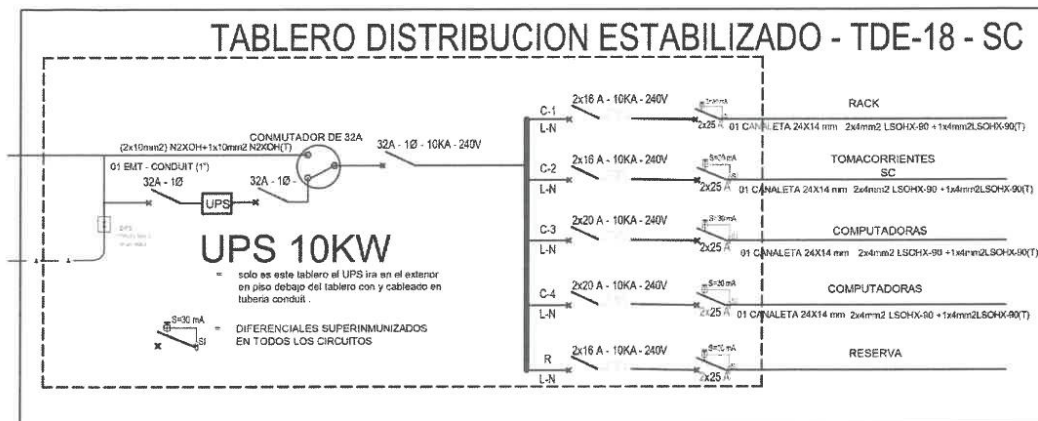 TABLERO DISTRIBUCION ESTABILIZADO - TDE-18 - SC
CONMUTADOR DE 32A
(2x10mm2) N2XOH+1x10mm2 N2XOH(T)
01 EMT - CONDUIT (1")
32A - 1Ø
32A - 1Ø -
UPS
32A - 1Ø - 10KA -240V
UPS 10KW
= solo es este tablero el UPS ira en el exterior
en piso debajo del tablero con y cableado en
tuberia conduit .
S=30 mA
SI
= DIFERENCIALES SUPERINMUNIZADOS
EN TODOS LOS CIRCUITOS
C-1
L-N
2x16 A - 10KA - 240V
2x25 A
RACK
01 CANALETA 24X14 mm 2x4mm2 LSOHX-90 +1x4mm2LSOHX-90(T)
C-2
L-N
2x16 A - 10KA - 240V
S=30 mA
2x25 A
TOMACORRIENTES
SC
01 CANALETA 24X14 mm 2x4mm2 LSOHX-90 +1x4mm2LSOHX-90(T)
C-3
L-N
2x20 A - 10KA - 240V
S=30 mA
2x25 A
COMPUTADORAS
01 CANALETA 24X14 mm 2x4mm2 LSOHX-90 +1x4mm2LSOHX-90(T)
C-4
L-N
2x20 A - 10KA - 240V
S=30 mA
2x25 A
COMPUTADORAS
01 CANALETA 24X14 mm 2x4mm2 LSOHX-90 +1x4mm2LSOHX-90(T)
R
L-N
2x16 A - 10KA - 240V
S=30 mA
2x25 A
RESERVA